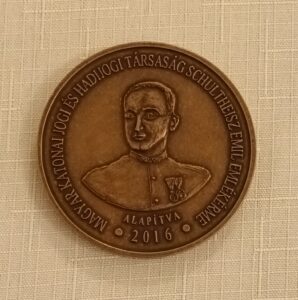 MAGYAR KATONAI JOGI ÉS HADIJOGI TÁRSASÁG SCHULTHEISZ EMIL EMLÉKÉRME
ALAPÍTVA
• 2016 •